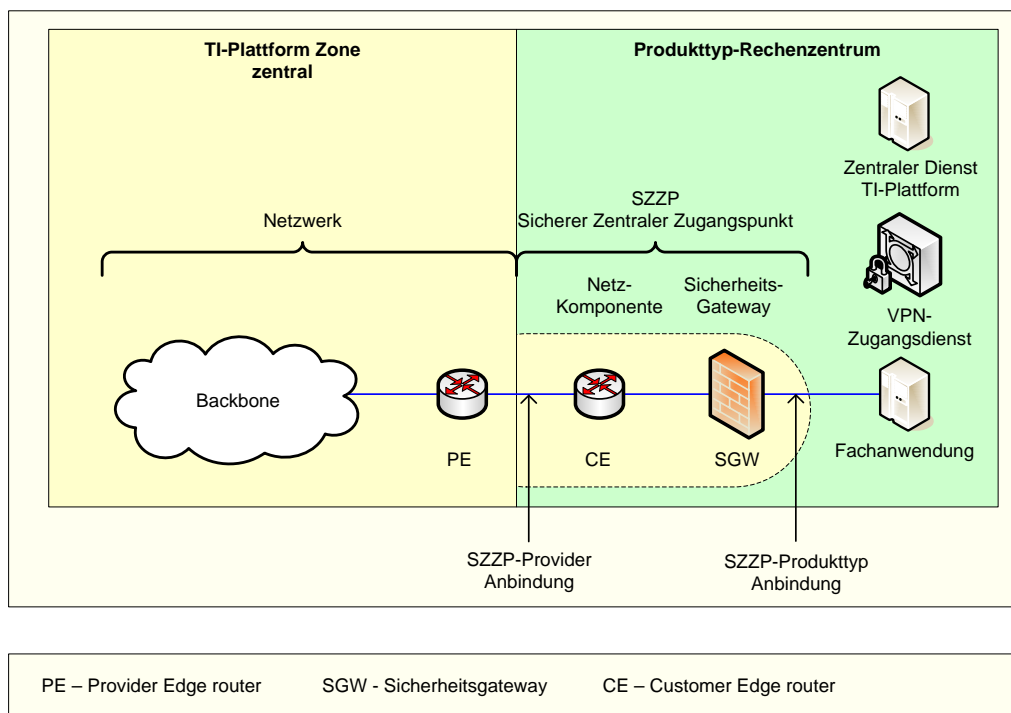 TI-Plattform Zone
zentral
Produkttyp-Rechenzentrum
Zentraler Dienst
TI-Plattform
Netzwerk
SZZP
Sicherer Zentraler Zugangspunkt
Netz-
Komponente
Sicherheits-
Gateway
VPN-
Zugangsdienst
Backbone
PE
CE
SGW
Fachanwendung
SZZP-Provider
Anbindung
SZZP-Produkttyp
Anbindung
PE – Provider Edge router
SGW - Sicherheitsgateway
CE – Customer Edge router